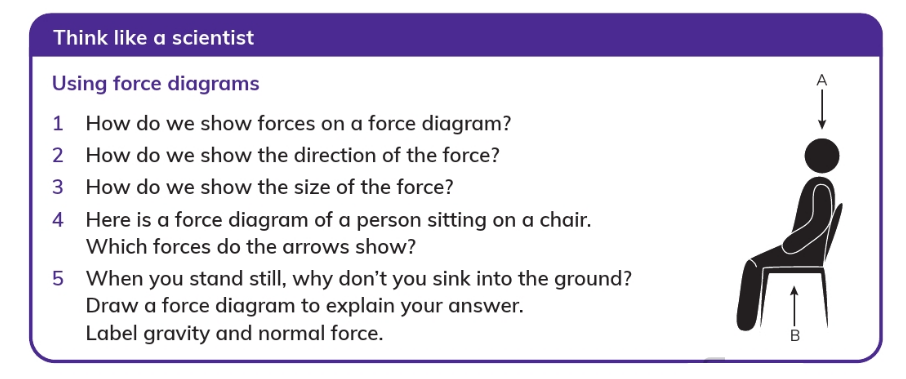 Think like a scientist
Using force diagrams
1 How do we show forces on a force diagram?
2 How do we show the direction of the force?
3 How do we show the size of the force?
4 Here is a force diagram of a person sitting on a chair.
Which forces do the arrows show?
5 When you stand still, why don't you sink into the ground?
Draw a force diagram to explain your answer.
Label gravity and normal force.
A
B